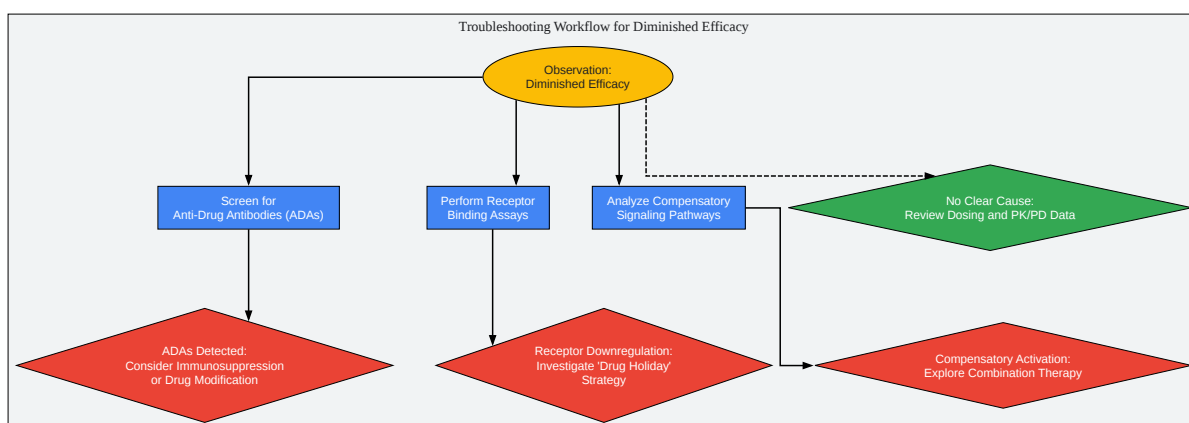 Troubleshooting Workflow for Diminished Efficacy
Observation:
Diminished Efficacy
Screen for
Anti-Drug Antibodies (ADAs)
Perform Receptor
Binding Assays
Analyze Compensatory
Signaling Pathways
No Clear Cause:
Review Dosing and PK/PD Data
ADAs Detected:
Consider Immunosuppression
or Drug Modification
Receptor Downregulation:
Investigate 'Drug Holiday'
Strategy
Compensatory Activation:
Explore Combination Therapy